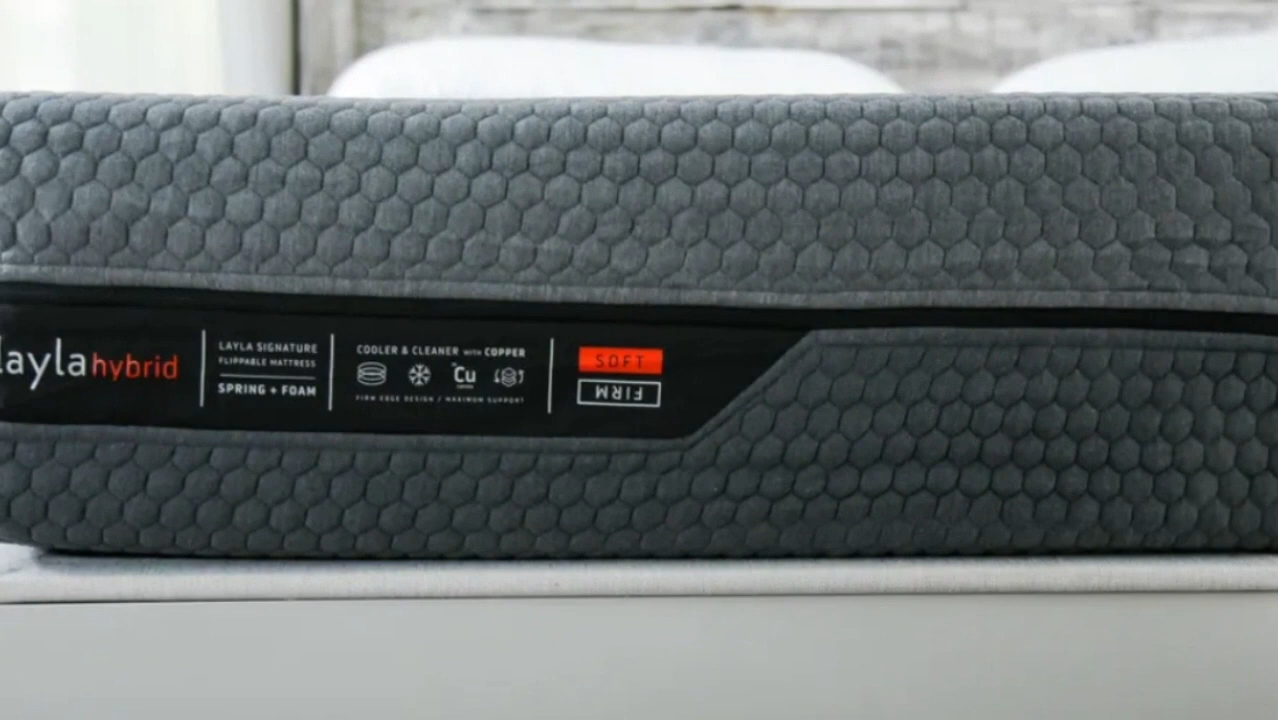 layla hybrid
LAYLA SIGNATURE
FLIPPABLE MATTRESS
SPRING + FOAM
COOLER & CLEANER with COPPER
Cu
FIRM EDGE DESIGN / MAXIMUM SUPPORT
SOFT
FIRM